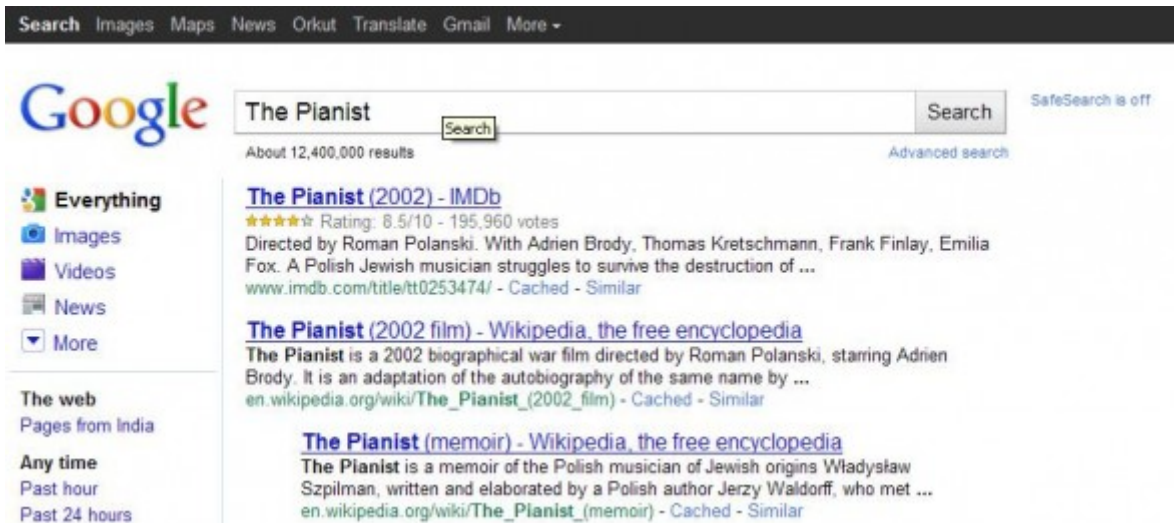 Search Images Maps News Orkut Translate Gmail More
Google
The Pianist
Search
Search
SafeSearch is off
About 12,400,000 results
Advanced search
Everything
Images
Videos
News
More
The web
Pages from India
Any time
Past hour
Past 24 hours
The Pianist (2002) - IMDb
Rating: 8.5/10 - 195,960 votes
Directed by Roman Polanski. With Adrien Brody, Thomas Kretschmann, Frank Finlay, Emilia
Fox. A Polish Jewish musician struggles to survive the destruction of ...
www.imdb.com/title/tt0253474/ - Cached - Similar
The Pianist (2002 film) - Wikipedia, the free encyclopedia
The Pianist is a 2002 biographical war film directed by Roman Polanski, starring Adrien
Brody. It is an adaptation of the autobiography of the same name by ...
en.wikipedia.org/wiki/The_Pianist_(2002_film) - Cached - Similar
The Pianist (memoir) - Wikipedia, the free encyclopedia
The Pianist is a memoir of the Polish musician of Jewish origins Władysław
Szpilman, written and elaborated by a Polish author Jerzy Waldorff, who met ...
en.wikipedia.org/wiki/The_Pianist_(memoir) - Cached - Similar